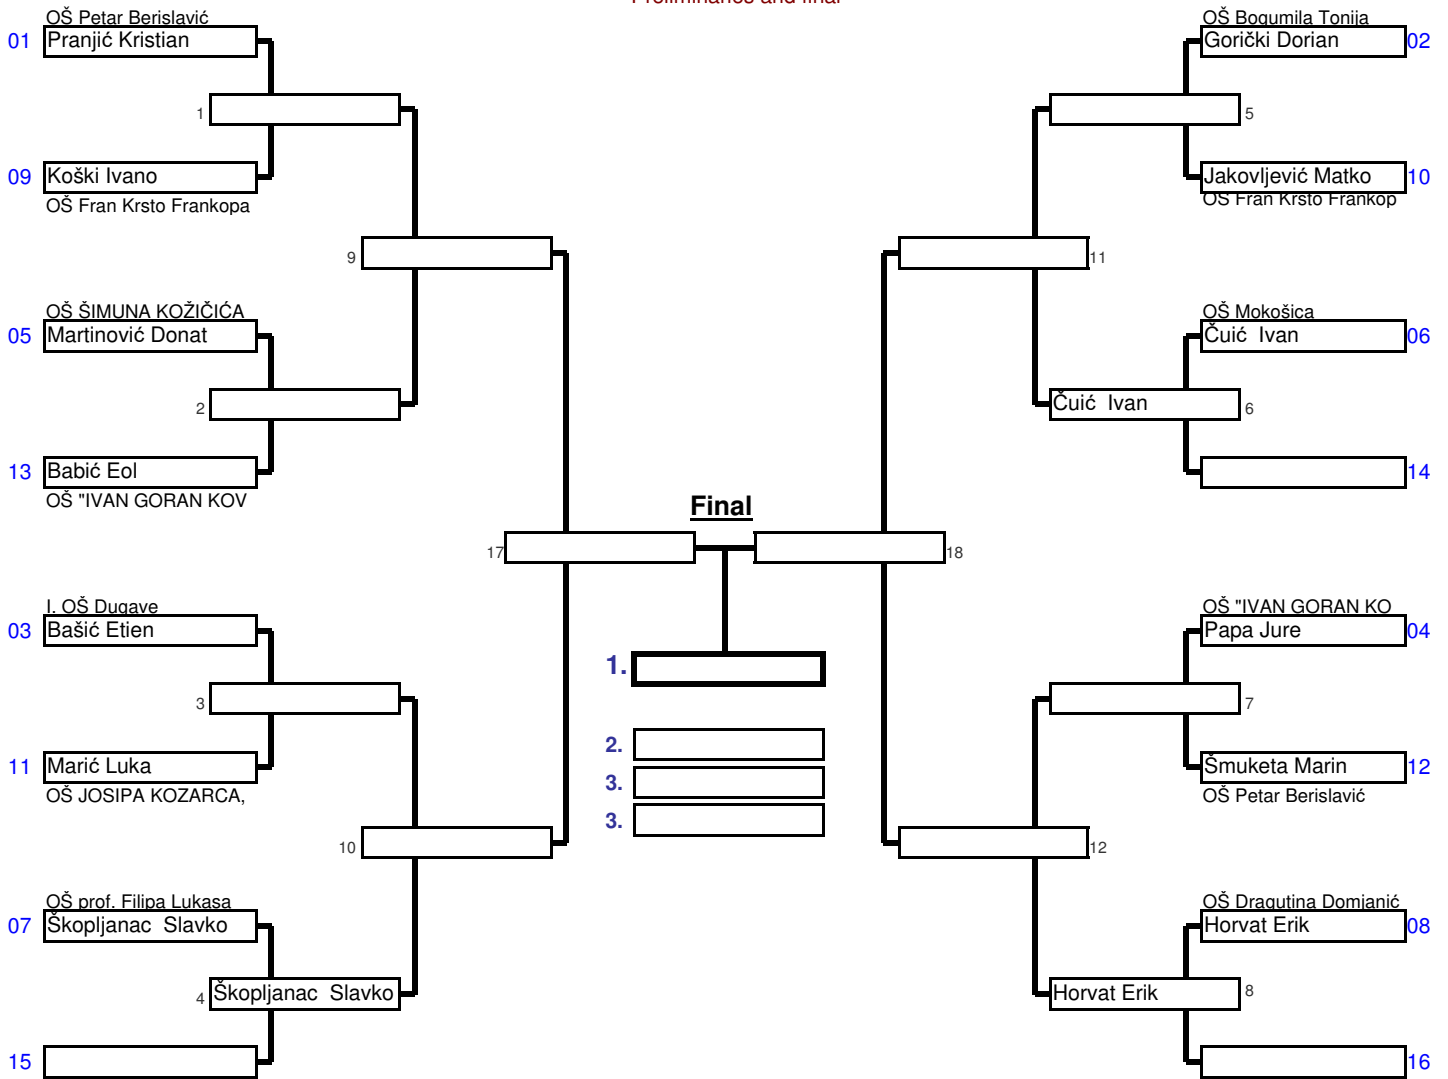 Preliminaries and final
OŠ Petar Berislavić
01 Pranjić Kristian
1
09 Koški Ivano
OŠ Fran Krsto Frankopa
9
OŠ ŠIMUNA KOŽIČIĆA
05 Martinović Donat
2
13 Babić Eol
OŠ "IVAN GORAN KOV
17
I. OŠ Dugave
03 Bašić Etien
3
11 Marić Luka
OŠ JOSIPA KOZARCA,
10
OŠ prof. Filipa Lukasa
07 Škopljanac  Slavko
4 Škopljanac  Slavko
15
Final
1.
2.
3.
3.
OŠ Bogumila Tonija
Gorički Dorian 02
5
Jakovljević Matko 10
OŠ Fran Krsto Frankop
11
OŠ Mokošica
Čuić  Ivan 06
Čuić  Ivan 6
14
18
OŠ "IVAN GORAN KO
Papa Jure 04
7
Šmuketa Marin 12
OŠ Petar Berislavić
12
OŠ Dragutina Domjanić
Horvat Erik 08
Horvat Erik 8
16